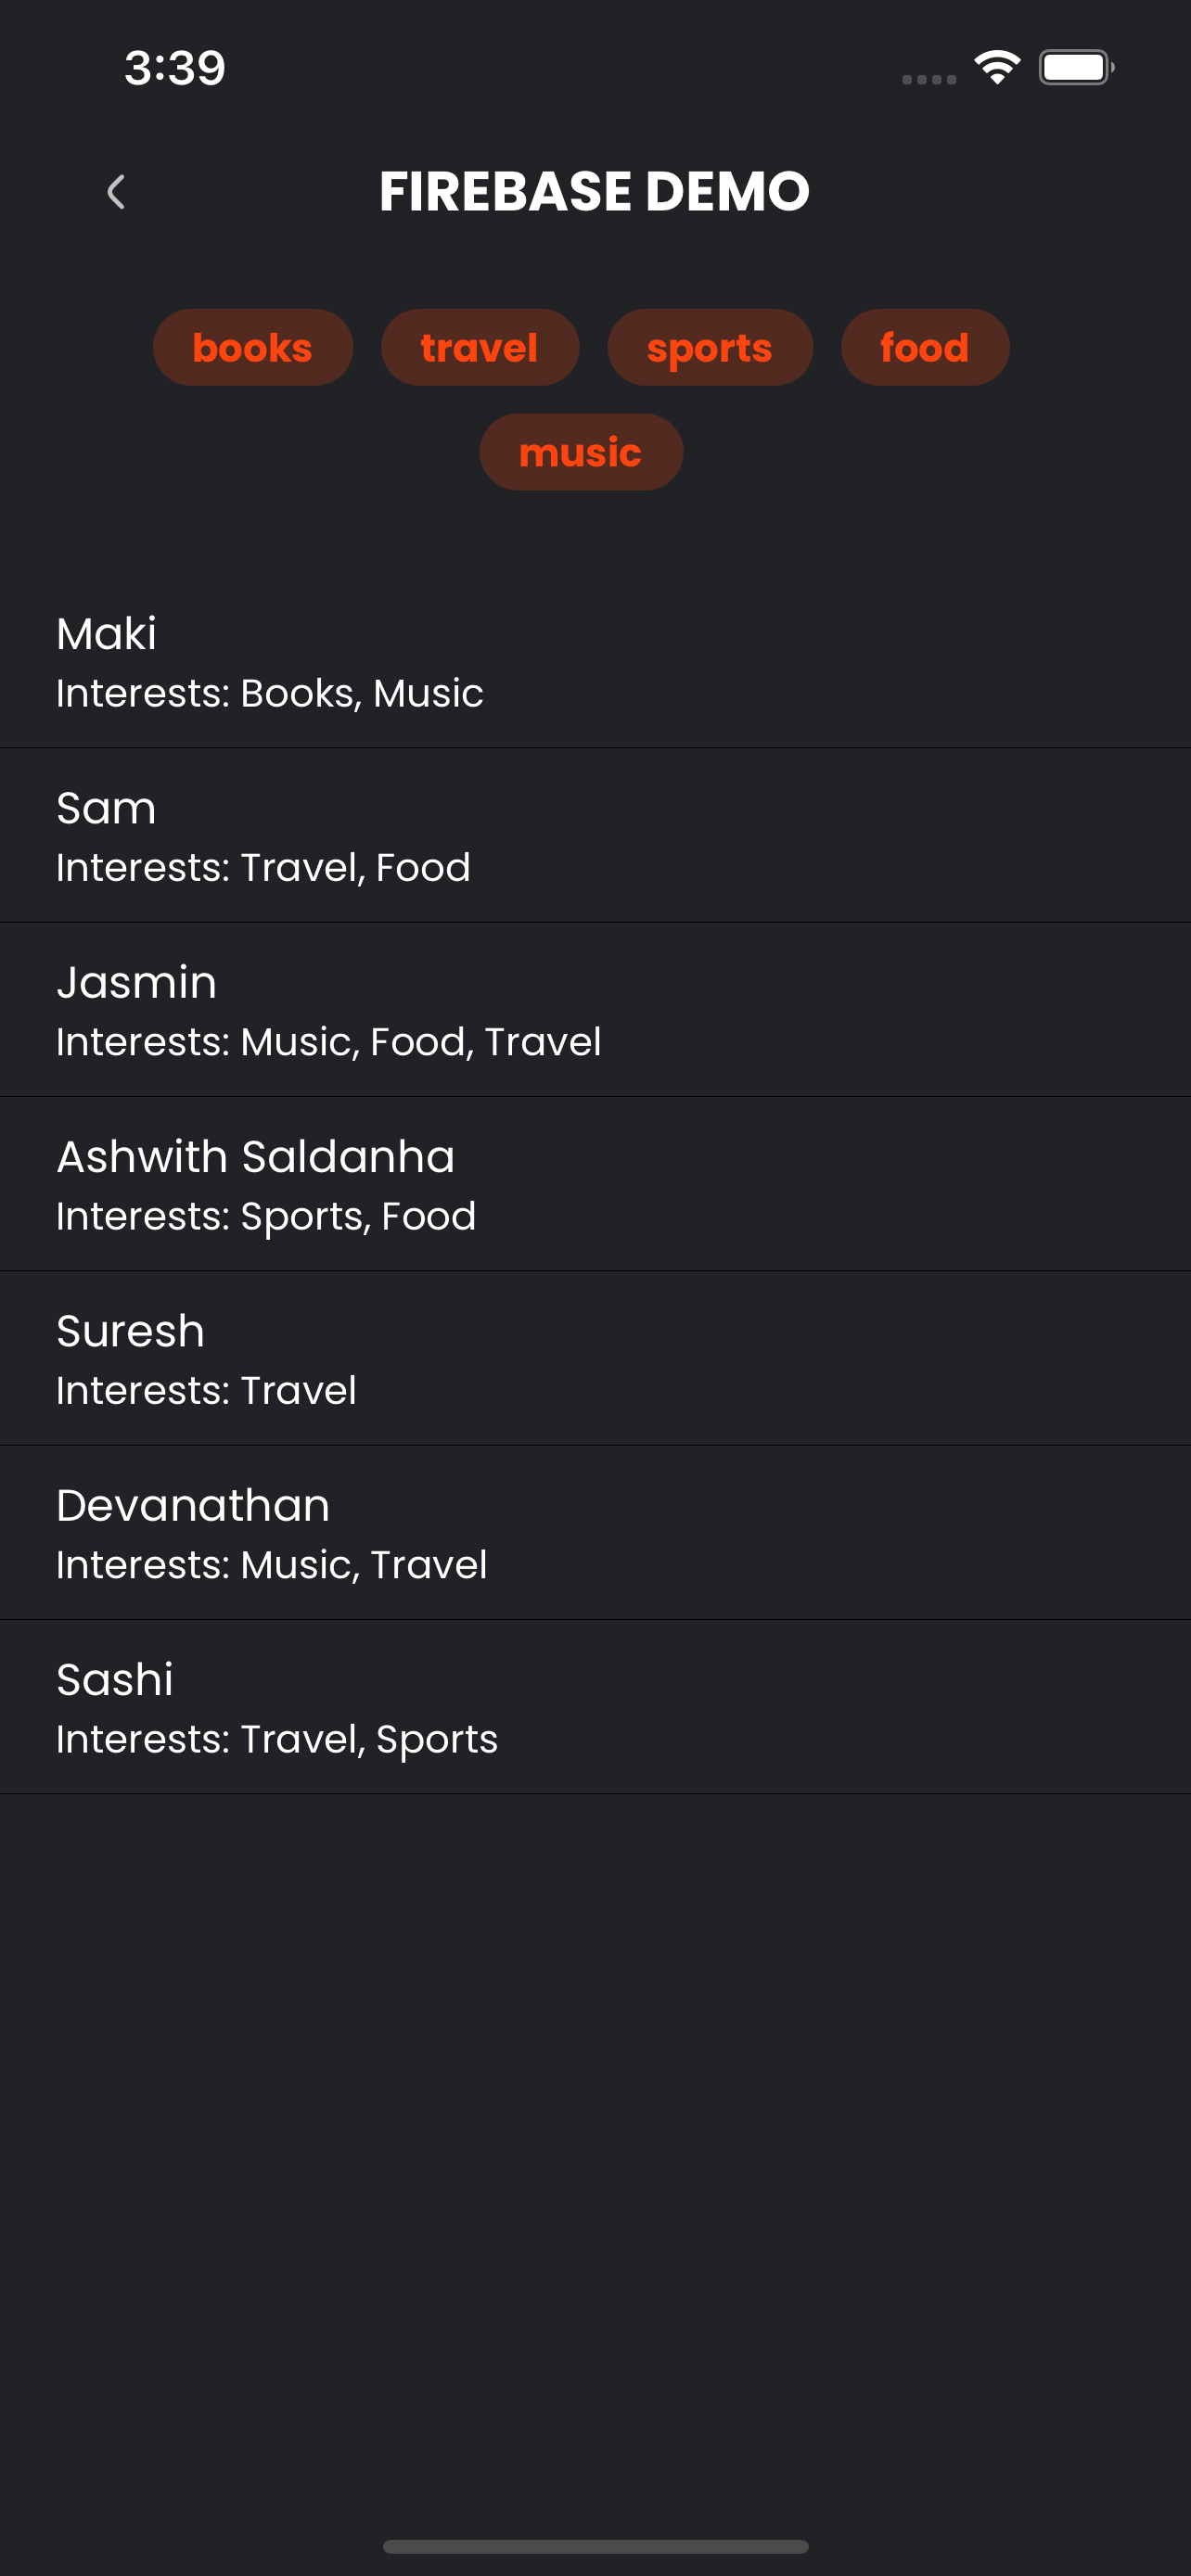 3:39
FIREBASE DEMO
books travel sports food
music
Maki
Interests: Books, Music
Sam
Interests: Travel, Food
Jasmin
Interests: Music, Food, Travel
Ashwith Saldanha
Interests: Sports, Food
Suresh
Interests: Travel
Devanathan
Interests: Music, Travel
Sashi
Interests: Travel, Sports